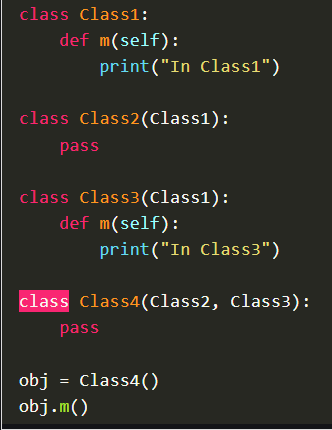 class Class1:
    def m(self):
        print("In Class1")

class Class2(Class1):
    pass

class Class3(Class1):
    def m(self):
        print("In Class3")

class Class4(Class2, Class3):
    pass

obj = Class4()
obj.m()